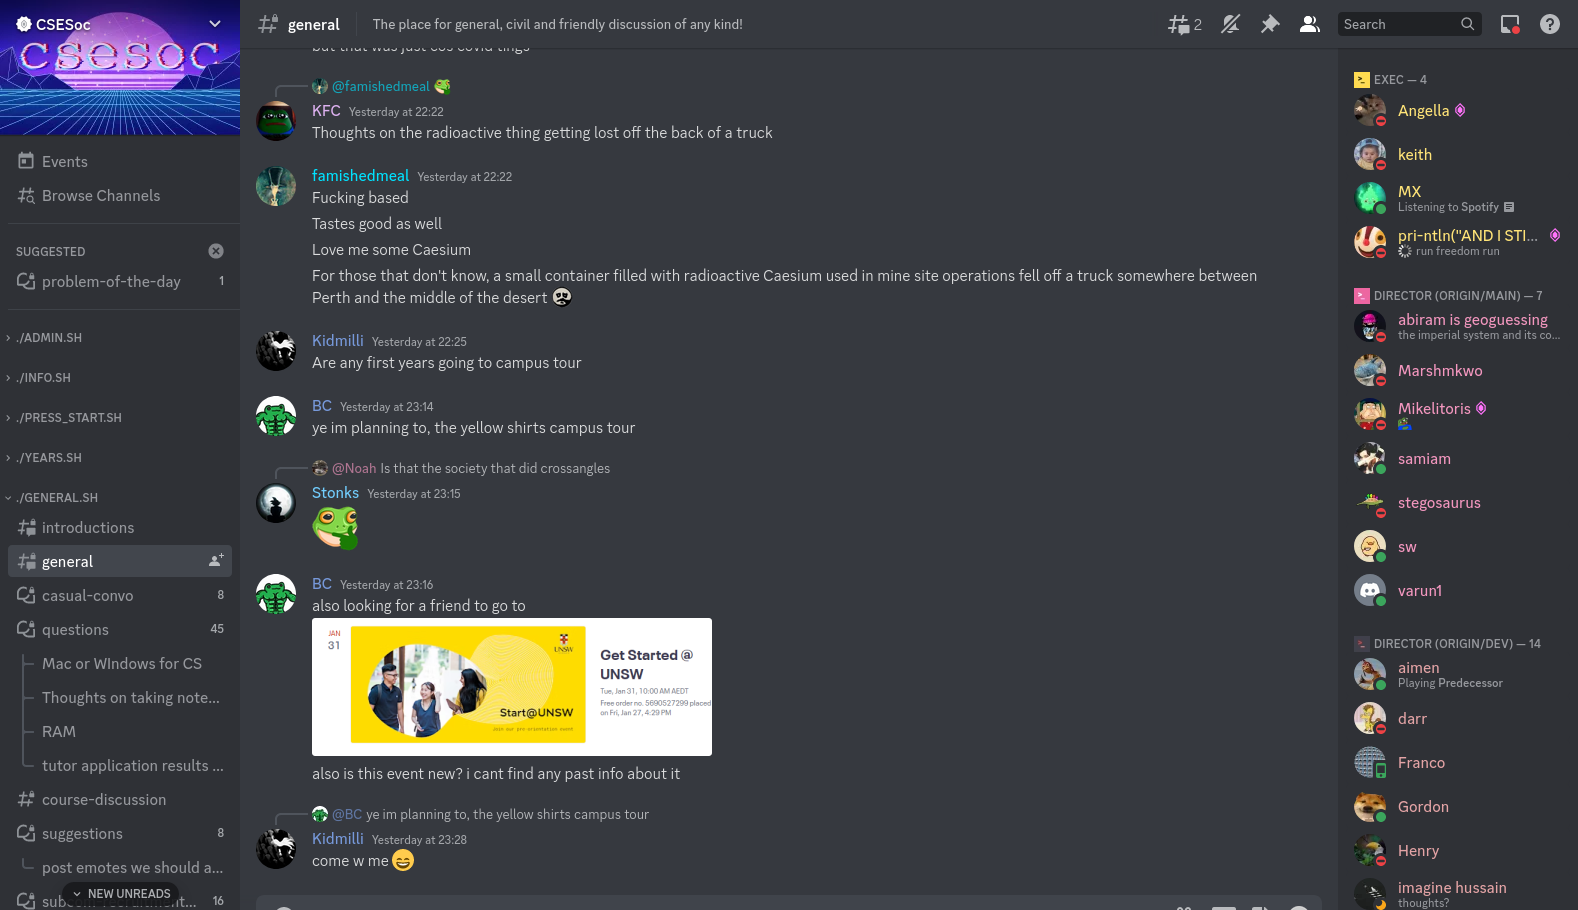 CSESoc
csesoc
Events
Browse Channels
SUGGESTED
problem-of-the-day 1
./ADMIN.SH
./INFO.SH
./PRESS_START.SH
./YEARS.SH
./GENERAL.SH
introductions
general
casual-convo 8
questions 45
Mac or WIndows for CS
Thoughts on taking note...
RAM
tutor application results ...
course-discussion
suggestions 8
post emotes we should a...
NEW UNREADS
16
general
The place for general, civil and friendly discussion of any kind!
2
Search
but that was just cos covid tings
@famishedmeal
KFC Yesterday at 22:22
Thoughts on the radioactive thing getting lost off the back of a truck
famishedmeal Yesterday at 22:22
Fucking based
Tastes good as well
Love me some Caesium
For those that don't know, a small container filled with radioactive Caesium used in mine site operations fell off a truck somewhere between
Perth and the middle of the desert
Kidmilli Yesterday at 22:25
Are any first years going to campus tour
BC Yesterday at 23:14
ye im planning to, the yellow shirts campus tour
@Noah Is that the society that did crossangles
Stonks Yesterday at 23:15
BC Yesterday at 23:16
also looking for a friend to go to
JAN
31
UNSW
Start@UNSW
Join our pre orientation event
Get Started @
UNSW
Tue, Jan 31, 10:00 AM AEDT
Free order no. 5690527299 placed
on Fri, Jan 27, 4:29 PM
also is this event new? i cant find any past info about it
@BC ye im planning to, the yellow shirts campus tour
Kidmilli Yesterday at 23:28
come w me
EXEC — 4
Angella
keith
MX
Listening to Spotify
pri-ntln("AND I STI...
run freedom run
DIRECTOR (ORIGIN/MAIN) — 7
abiram is geoguessing
the imperial system and its co...
Marshmkwo
Mikelitoris
samiam
stegosaurus
sw
varun1
DIRECTOR (ORIGIN/DEV) — 14
aimen
Playing Predecessor
darr
Franco
Gordon
Henry
imagine hussain
thoughts?